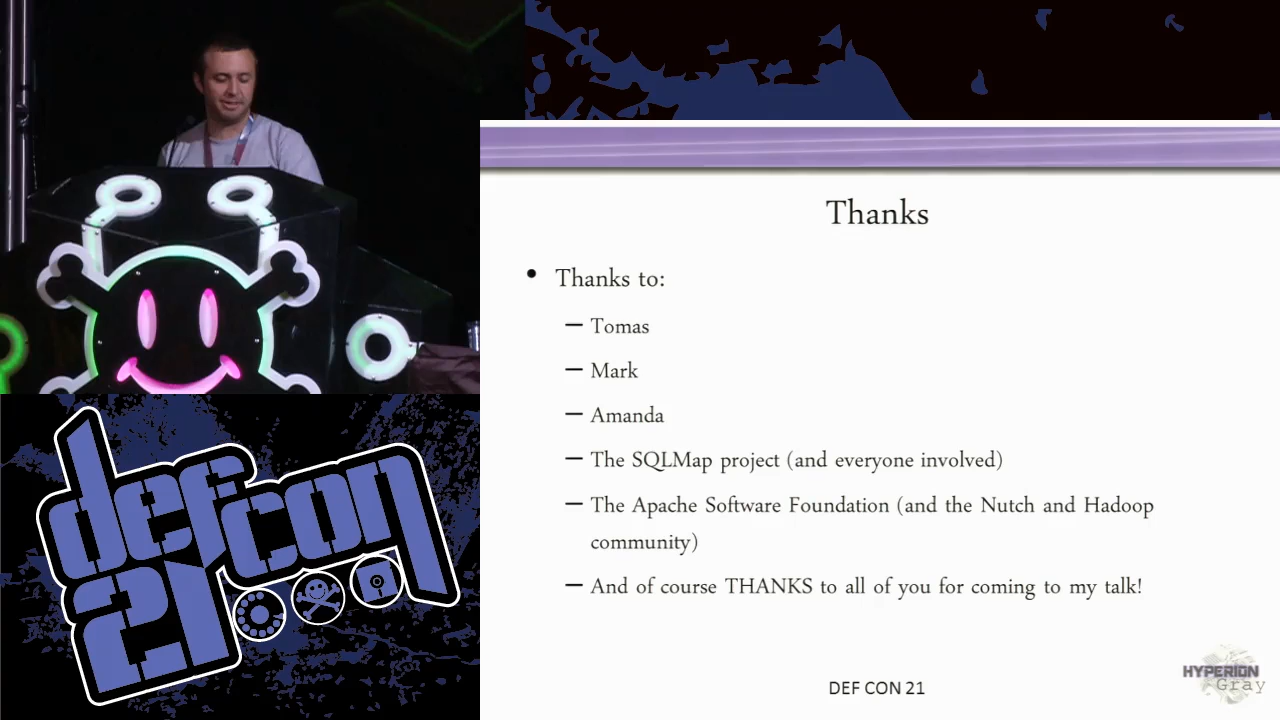 Thanks
• Thanks to:
– Tomas
– Mark
– Amanda
– The SQLMap project (and everyone involved)
– The Apache Software Foundation (and the Nutch and Hadoop
community)
– And of course THANKS to all of you for coming to my talk!
DEF CON 21
HYPERION
Gray
defcon
21